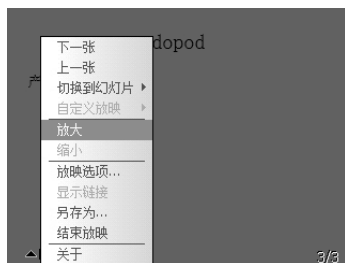 dopod
产
下一张
上一张
切换到幻灯片
自定义放映
放大
缩小
放映选项...
显示链接
另存为...
结束放映
关于
3/3